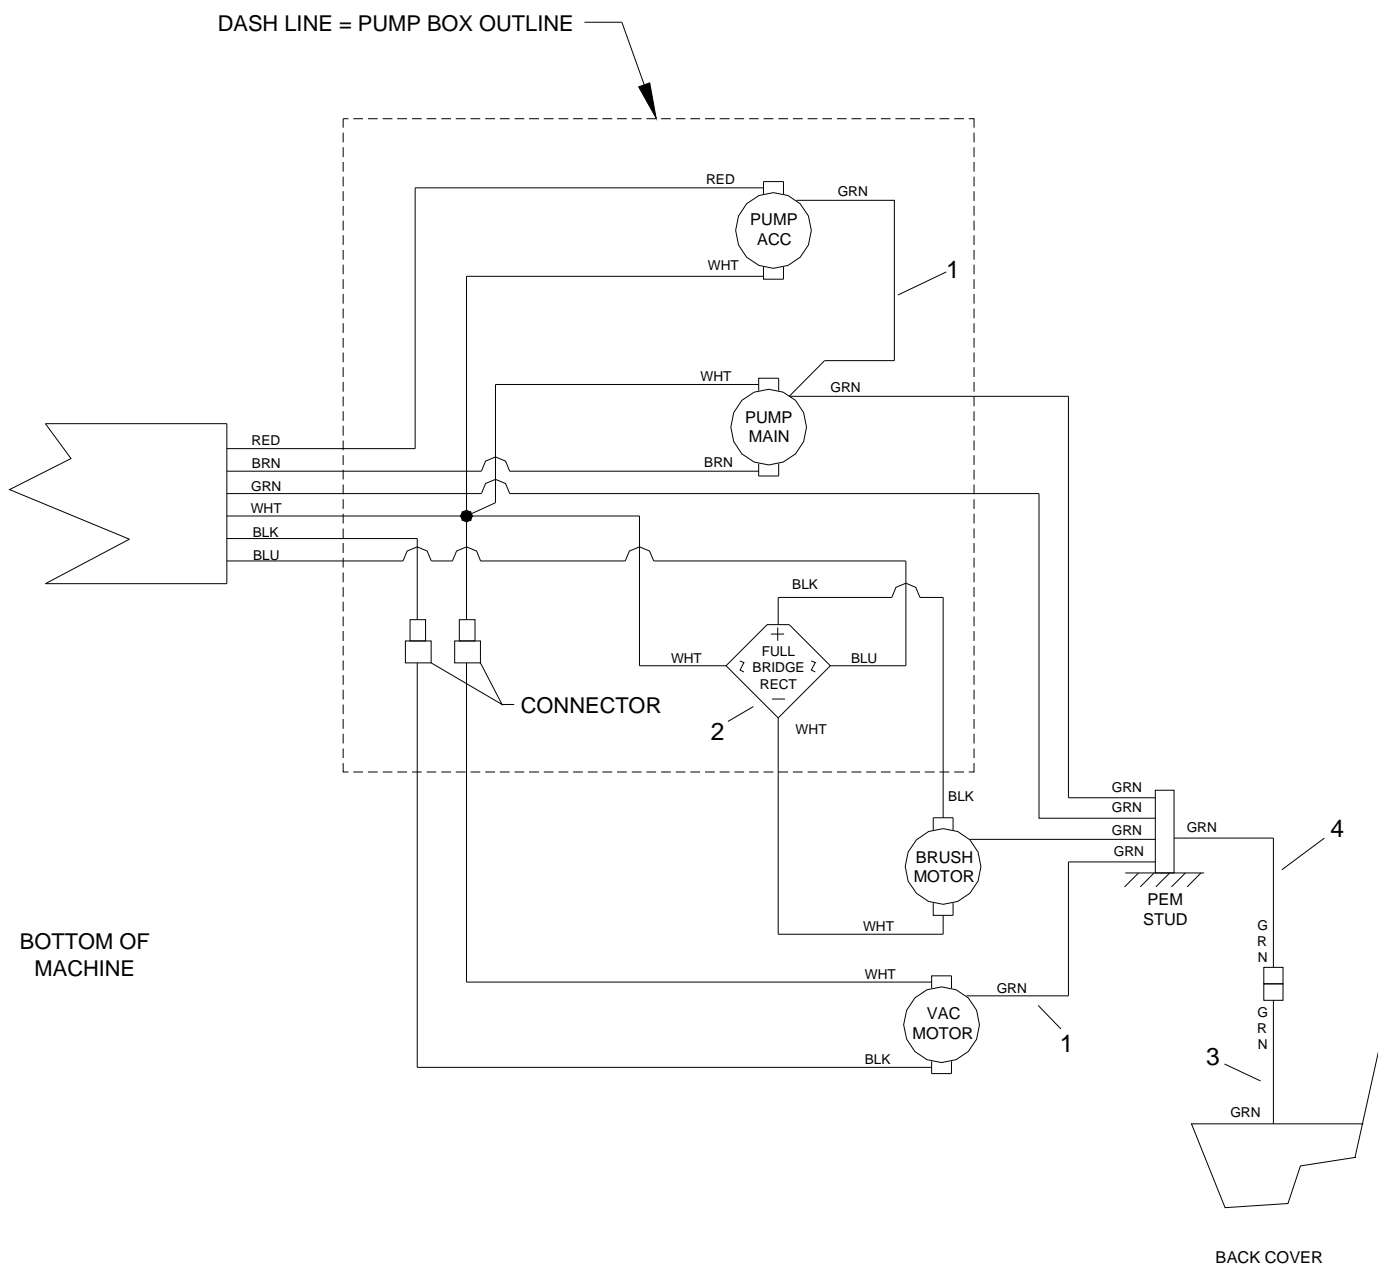 DASH LINE = PUMP BOX OUTLINE
RED
GRN
PUMP
ACC
WHT
1
WHT
GRN
PUMP
MAIN
BRN
RED
BRN
GRN
WHT
BLK
BLU
BLK
+
FULL
BRIDGE
RECT
~
~
−
WHT
BLU
CONNECTOR
2
WHT
BLK
GRN
GRN
GRN
GRN
GRN
4
BRUSH
MOTOR
PEM
STUD
WHT
GRN
BOTTOM OF
MACHINE
WHT
GRN
VAC
MOTOR
GRN
1
BLK
3
GRN
BACK COVER